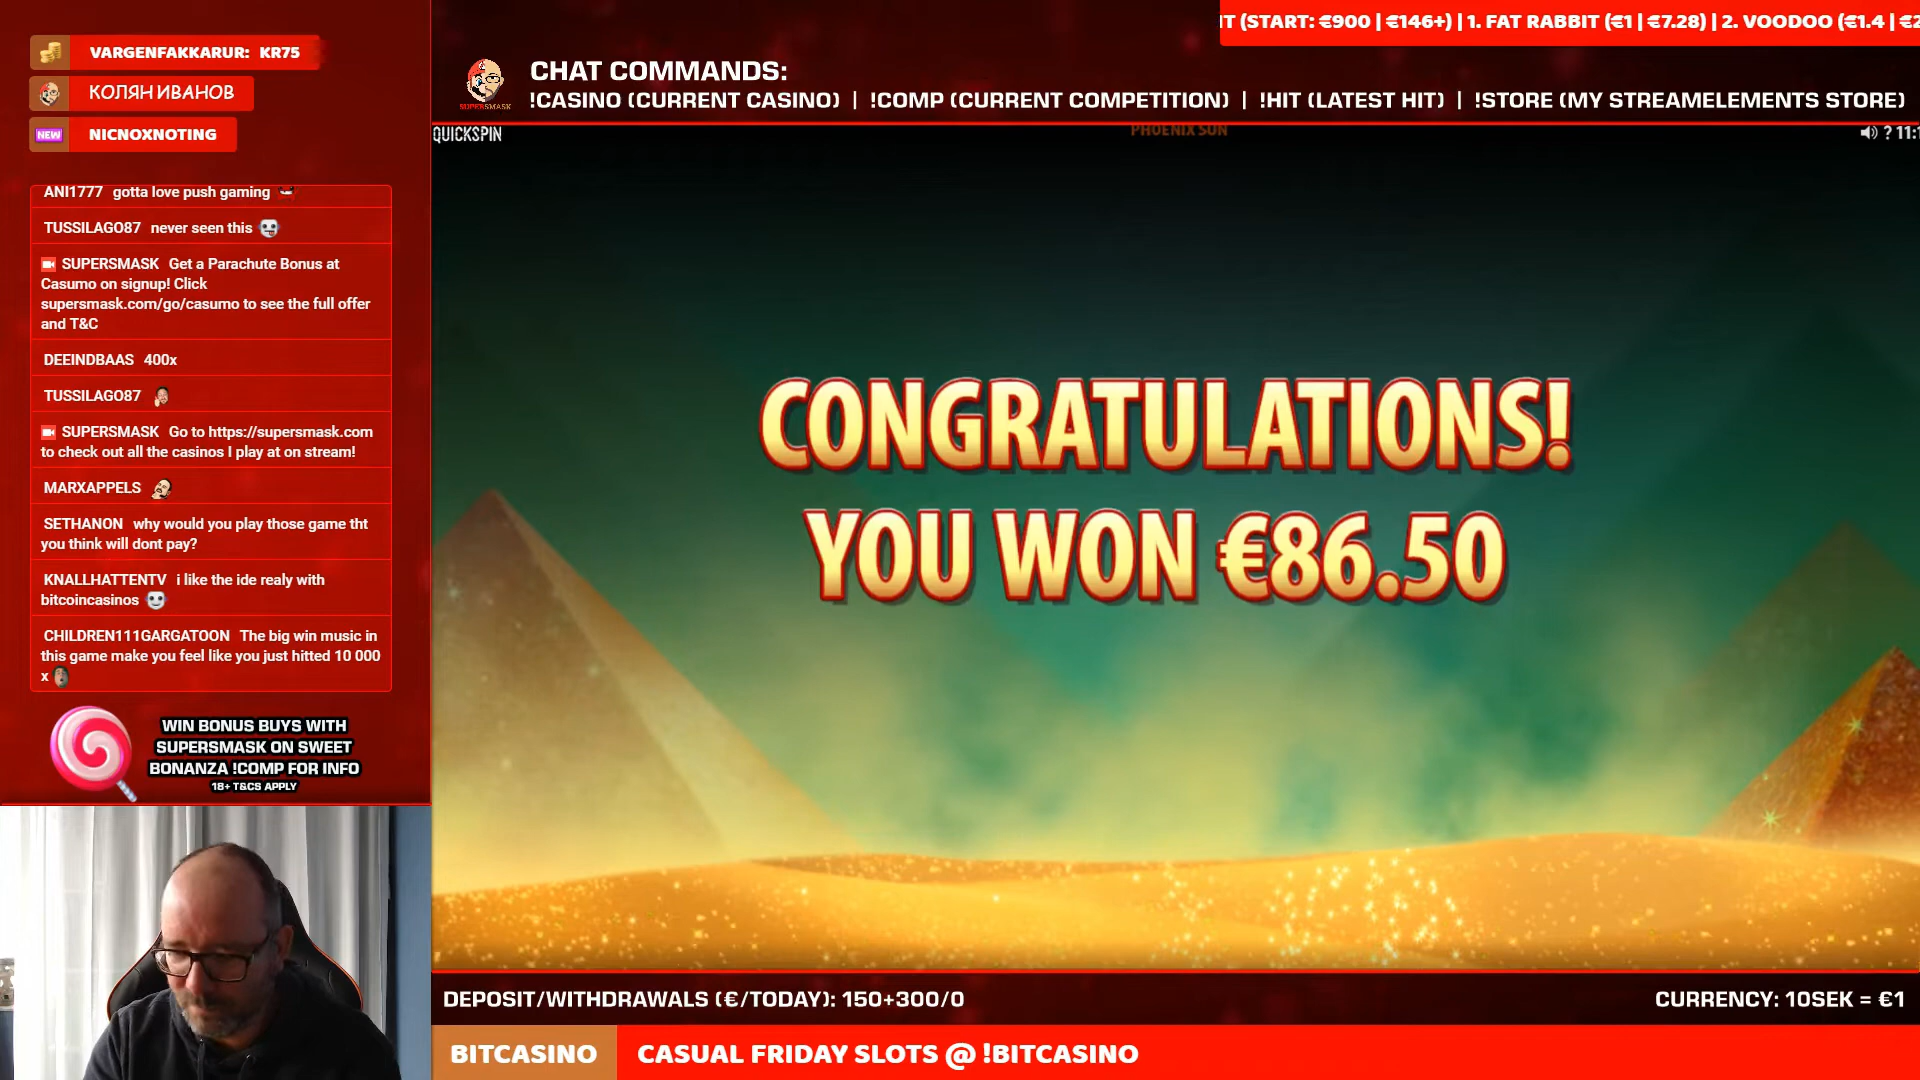 VARGENFAKKARUR: KR75
КОЛЯН ИВАНОВ
NEW NICNOXNOTING
ANI1777 gotta love push gaming
TUSSILAGO87 never seen this
SUPERSMASK Get a Parachute Bonus at
Casumo on signup! Click
supersmask.com/go/casumo to see the full offer
and T&C
DEEINDBAAS 400x
TUSSILAGO87
SUPERSMASK Go to https://supersmask.com
to check out all the casinos I play at on stream!
MARXAPPELS
SETHANON why would you play those game tht
you think will dont pay?
KNALLHATTENTV i like the ide realy with
bitcoincasinos
CHILDREN111GARGATOON The big win music in
this game make you feel like you just hitted 10 000
x
WIN BONUS BUYS WITH
SUPERSMASK ON SWEET
BONANZA !COMP FOR INFO
18+ T&CS APPLY
(START: €900 | €146+) | 1. FAT RABBIT (€1 | €7.28) | 2. VOODOO (€1.4 |
SUPERSMASK
CHAT COMMANDS:
!CASINO (CURRENT CASINO) | !COMP (CURRENT COMPETITION) | !HIT (LATEST HIT) | !STORE (MY STREAMELEMENTS STORE)
QUICKSPIN
PHOENIX SUN
? 11:1
CONGRATULATIONS!
YOU WON €86.50
DEPOSIT/WITHDRAWALS (€/TODAY): 150+300/0
CURRENCY: 10SEK = €1
BITCASINO
CASUAL FRIDAY SLOTS @ !BITCASINO